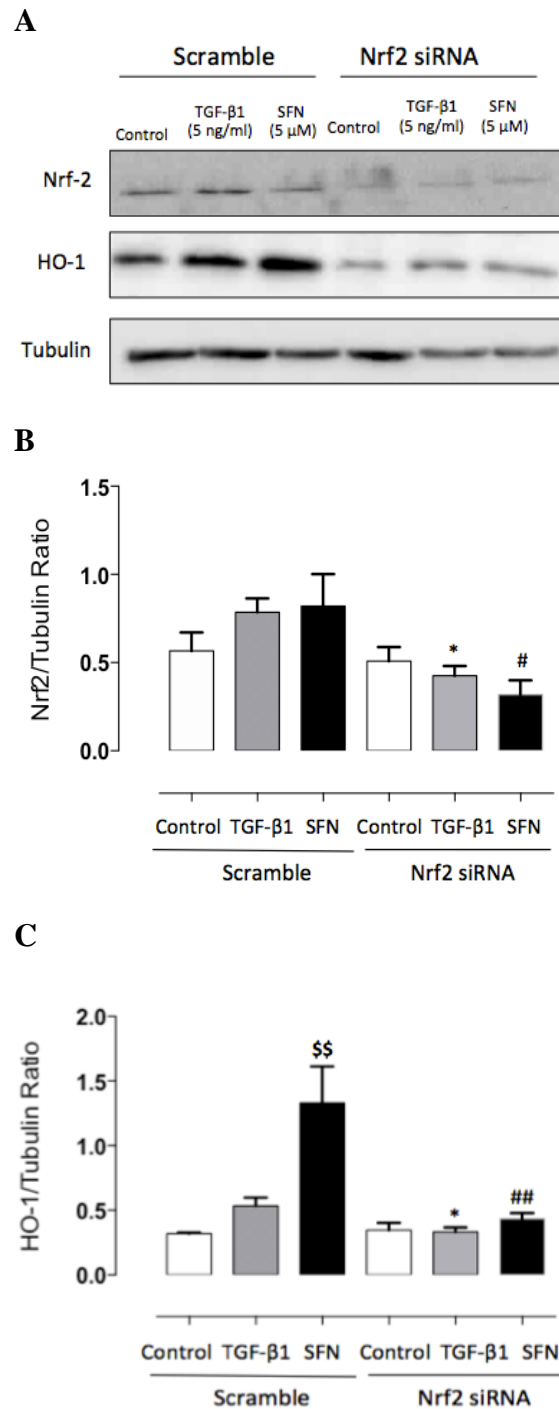 A
Scramble Nrf2 siRNA
Control TGF-β1 (5 ng/ml) SFN (5 μM) Control TGF-β1 (5 ng/ml) SFN (5 μM)
Nrf-2
HO-1
Tubulin
B
Nrf2/Tubulin Ratio
1.5
1.0
0.5
0.0
* #
Control TGF-β1 SFN Control TGF-β1 SFN
Scramble Nrf2 siRNA
C
HO-1/Tubulin Ratio
2.0
1.5
1.0
0.5
0.0
$$
* ##
Control TGF-β1 SFN Control TGF-β1 SFN
Scramble Nrf2 siRNA